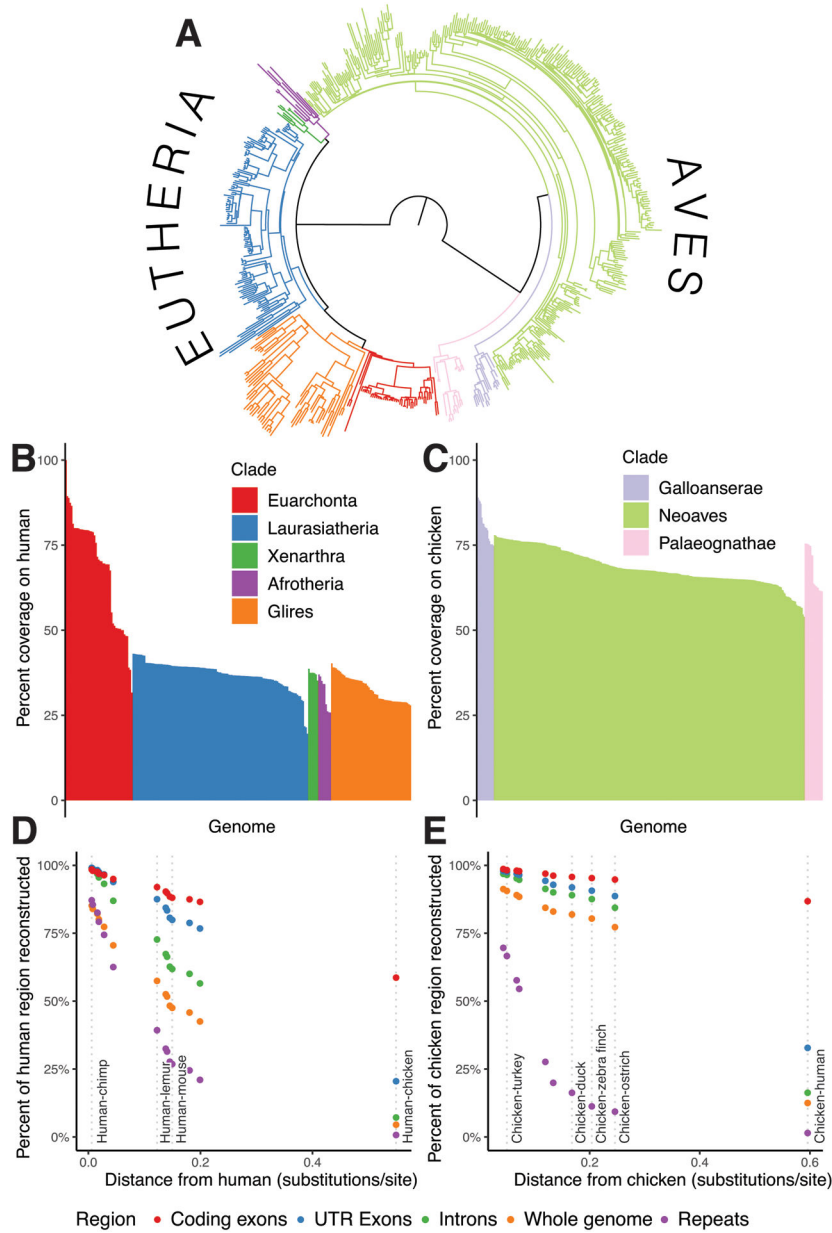 A
EUTHERIA
AVES
B
Percent coverage on human
100
75
50
25
0
Clade
Euarchonta
Laurasiatheria
Xenarthra
Afrotheria
Glires
Genome
C
Percent coverage on chicken
100
75
50
25
0
Clade
Galloanserae
Neoaves
Palaeognathae
Genome
D
Percent of human region reconstructed
100%
75%
50%
25%
0%
Human-chimp
Human-lemur
Human-mouse
Human-chicken
0.0 0.2 0.4
Distance from human (substitutions/site)
E
Percent of chicken region reconstructed
100%
75%
50%
25%
0%
Chicken-turkey
Chicken-duck
Chicken-zebra finch
Chicken-ostrich
Chicken-human
0.2 0.4 0.6
Distance from chicken (substitutions/site)
Region Coding exons UTR Exons Introns Whole genome Repeats